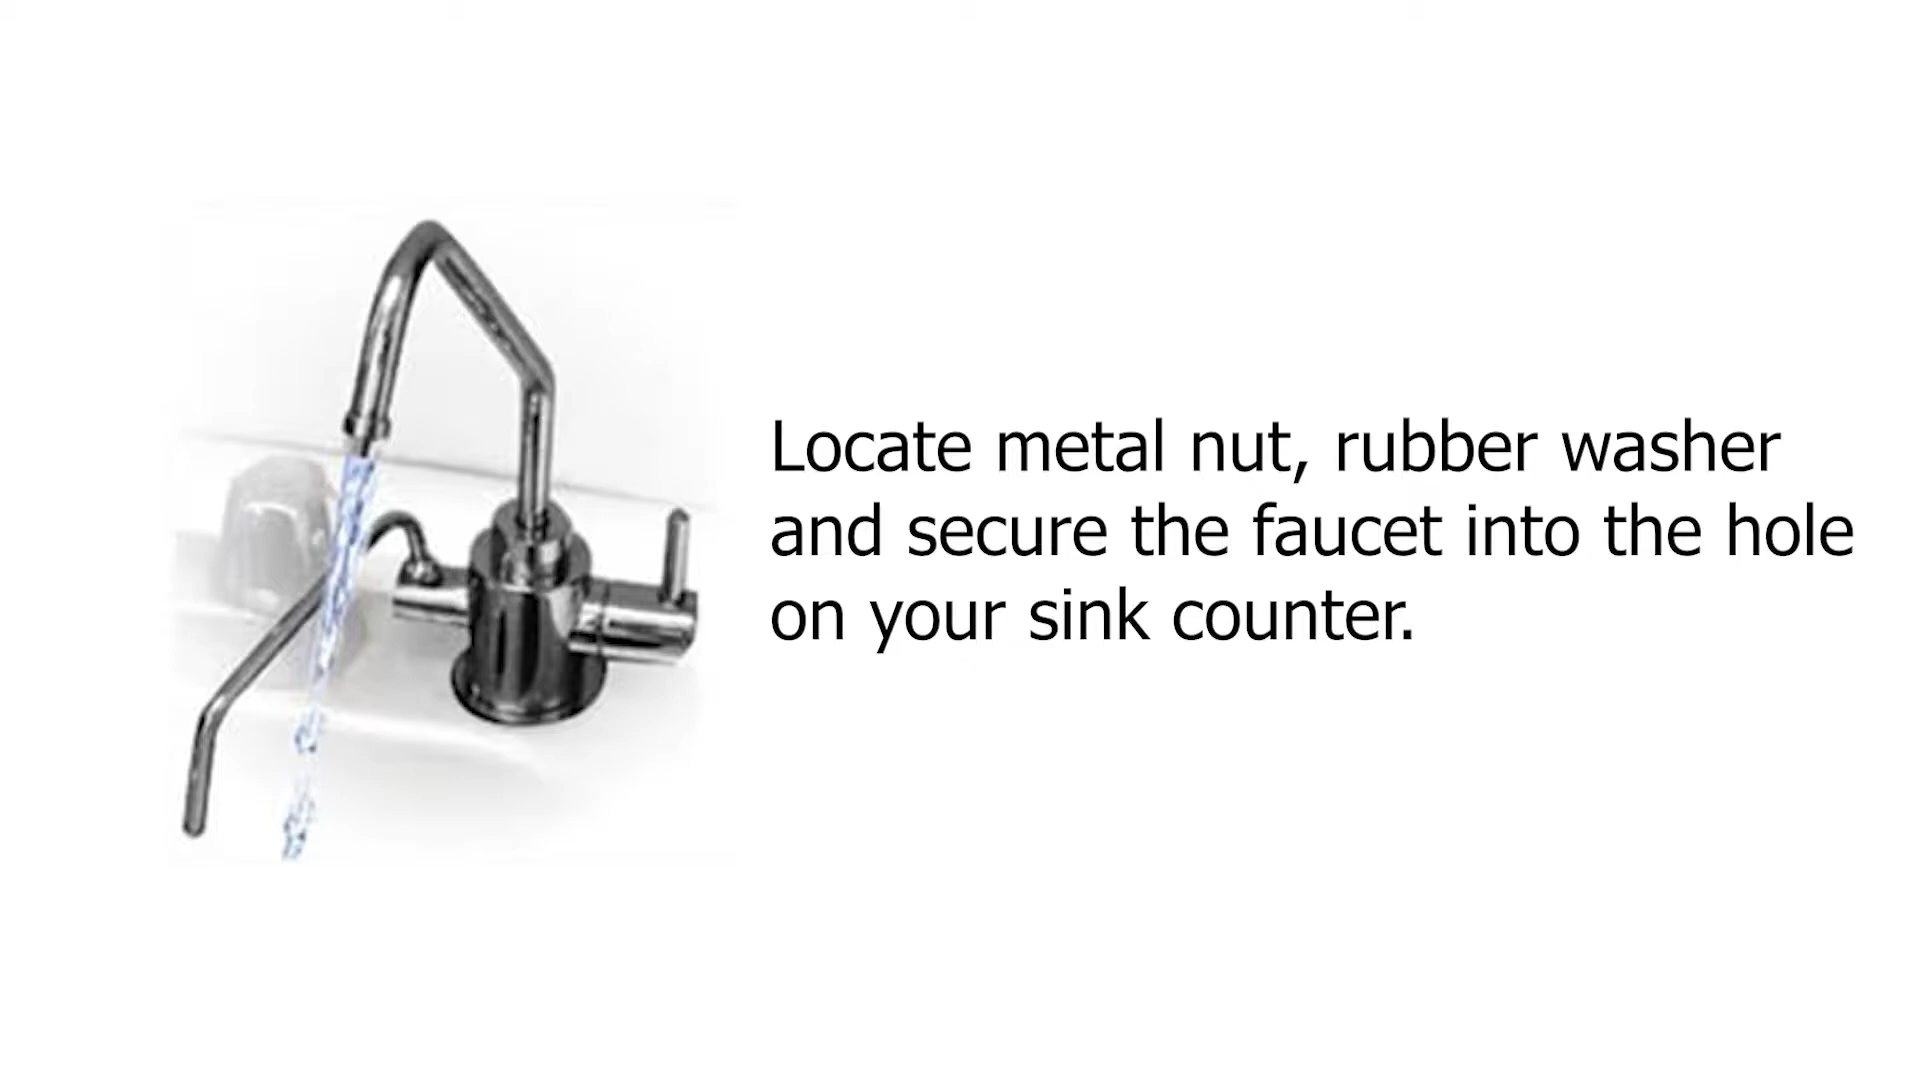 Locate metal nut, rubber washer
and secure the faucet into the hole
on your sink counter.